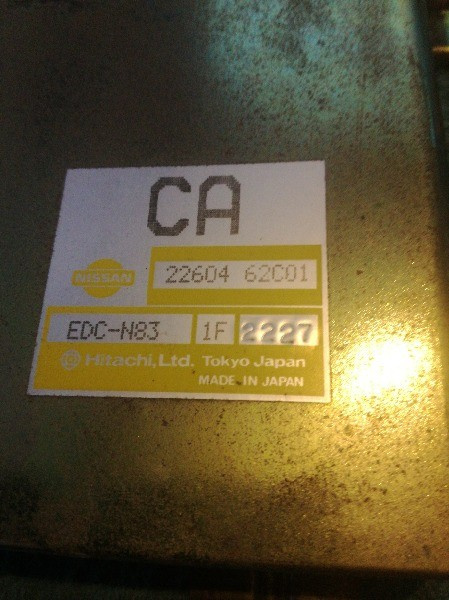 CA
NISSAN
22604 62C01
EDC-N83 1F 2227
Hitachi, Ltd. Tokyo Japan
MADE IN JAPAN